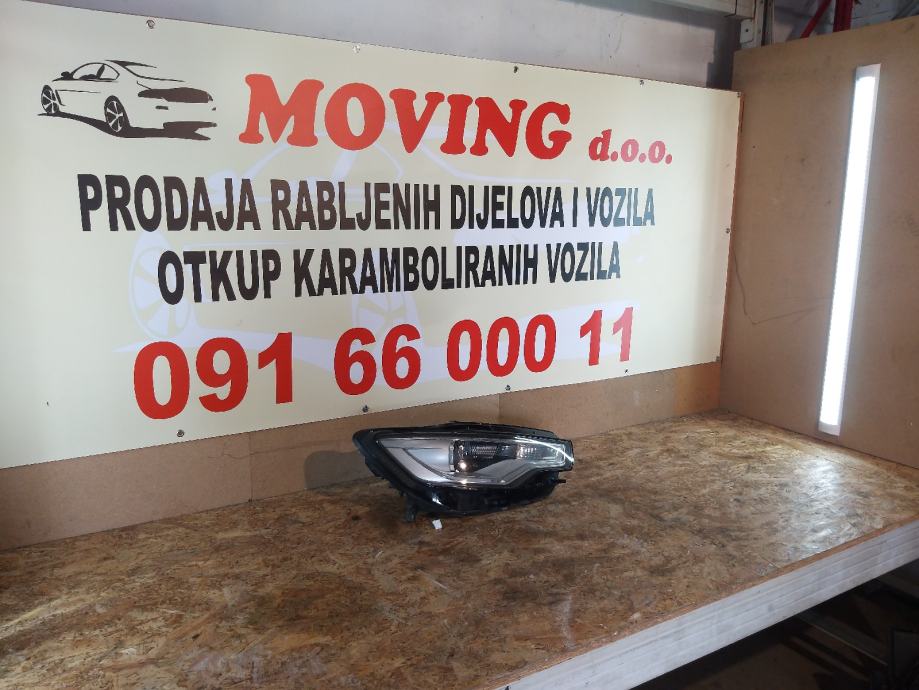 MOVING d.o.o.
PRODAJA RABLJENIH DIJELOVA I VOZILA
OTKUP KARAMBOLIRANIH VOZILA
091 66 000 11